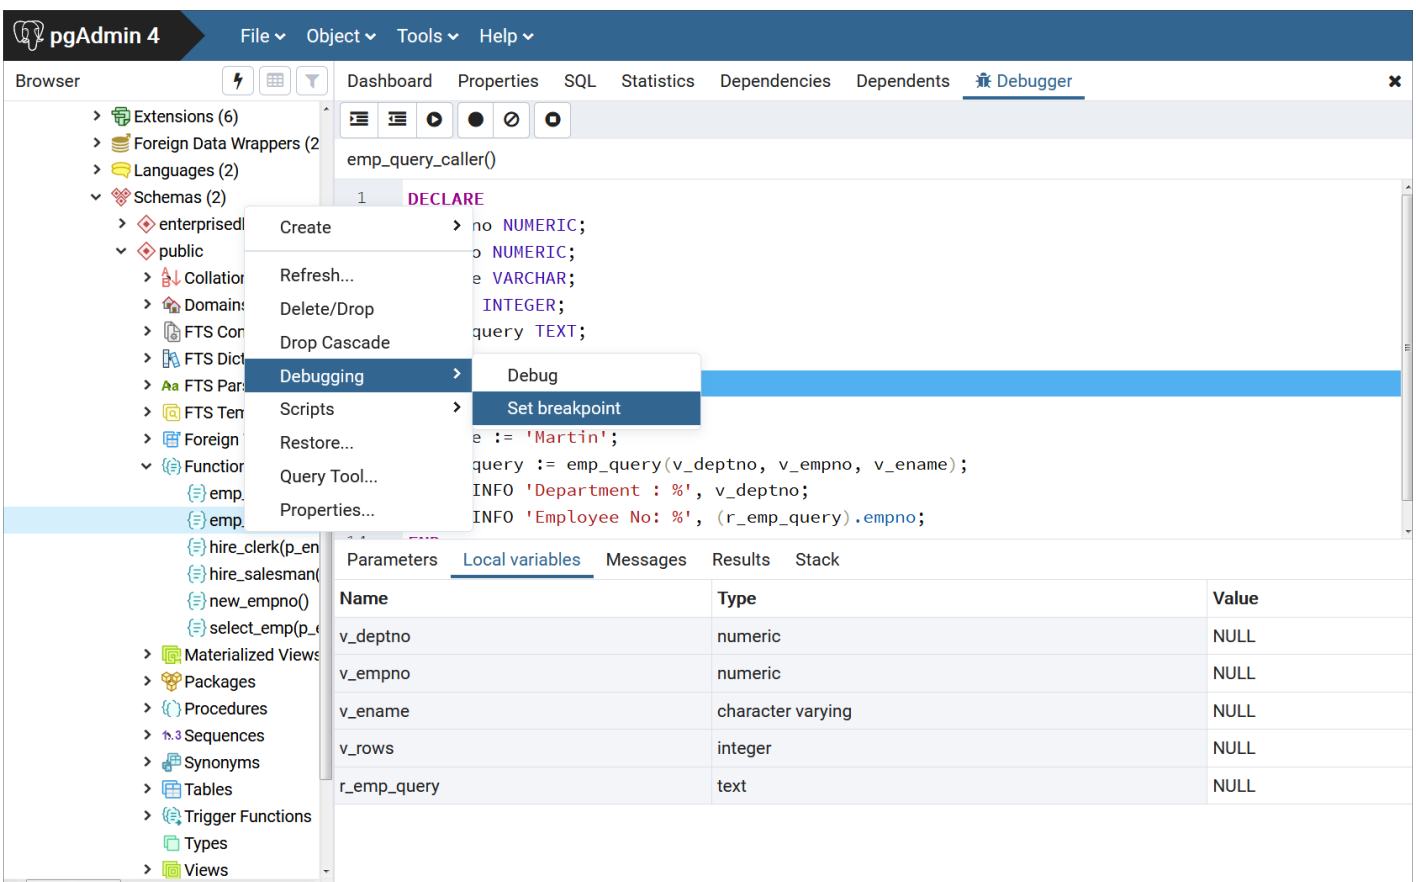 pgAdmin 4
File Object Tools Help
Browser
Dashboard Properties SQL Statistics Dependencies Dependents Debugger
Extensions (6)
Foreign Data Wrappers (2
Languages (2)
Schemas (2)
enterprised
public
Collation
Domains
FTS Con
FTS Dict
FTS Par
FTS Tem
Foreign
Function
emp_
emp_
hire_clerk(p_en
hire_salesman(
new_empno()
select_emp(p_e
Materialized Views
Packages
Procedures
1.3 Sequences
Synonyms
Tables
Trigger Functions
Types
Views
Create
Refresh...
Delete/Drop
Drop Cascade
Debugging
Scripts
Restore...
Query Tool...
Properties...
Debug
Set breakpoint
emp_query_caller()
1 DECLARE
no NUMERIC;
o NUMERIC;
e VARCHAR;
INTEGER;
query TEXT;
e := 'Martin';
query := emp_query(v_deptno, v_empno, v_ename);
INFO 'Department : %', v_deptno;
INFO 'Employee No: %', (r_emp_query).empno;
14 END
Parameters Local variables Messages Results Stack
Name Type Value
v_deptno numeric NULL
v_empno numeric NULL
v_ename character varying NULL
v_rows integer NULL
r_emp_query text NULL